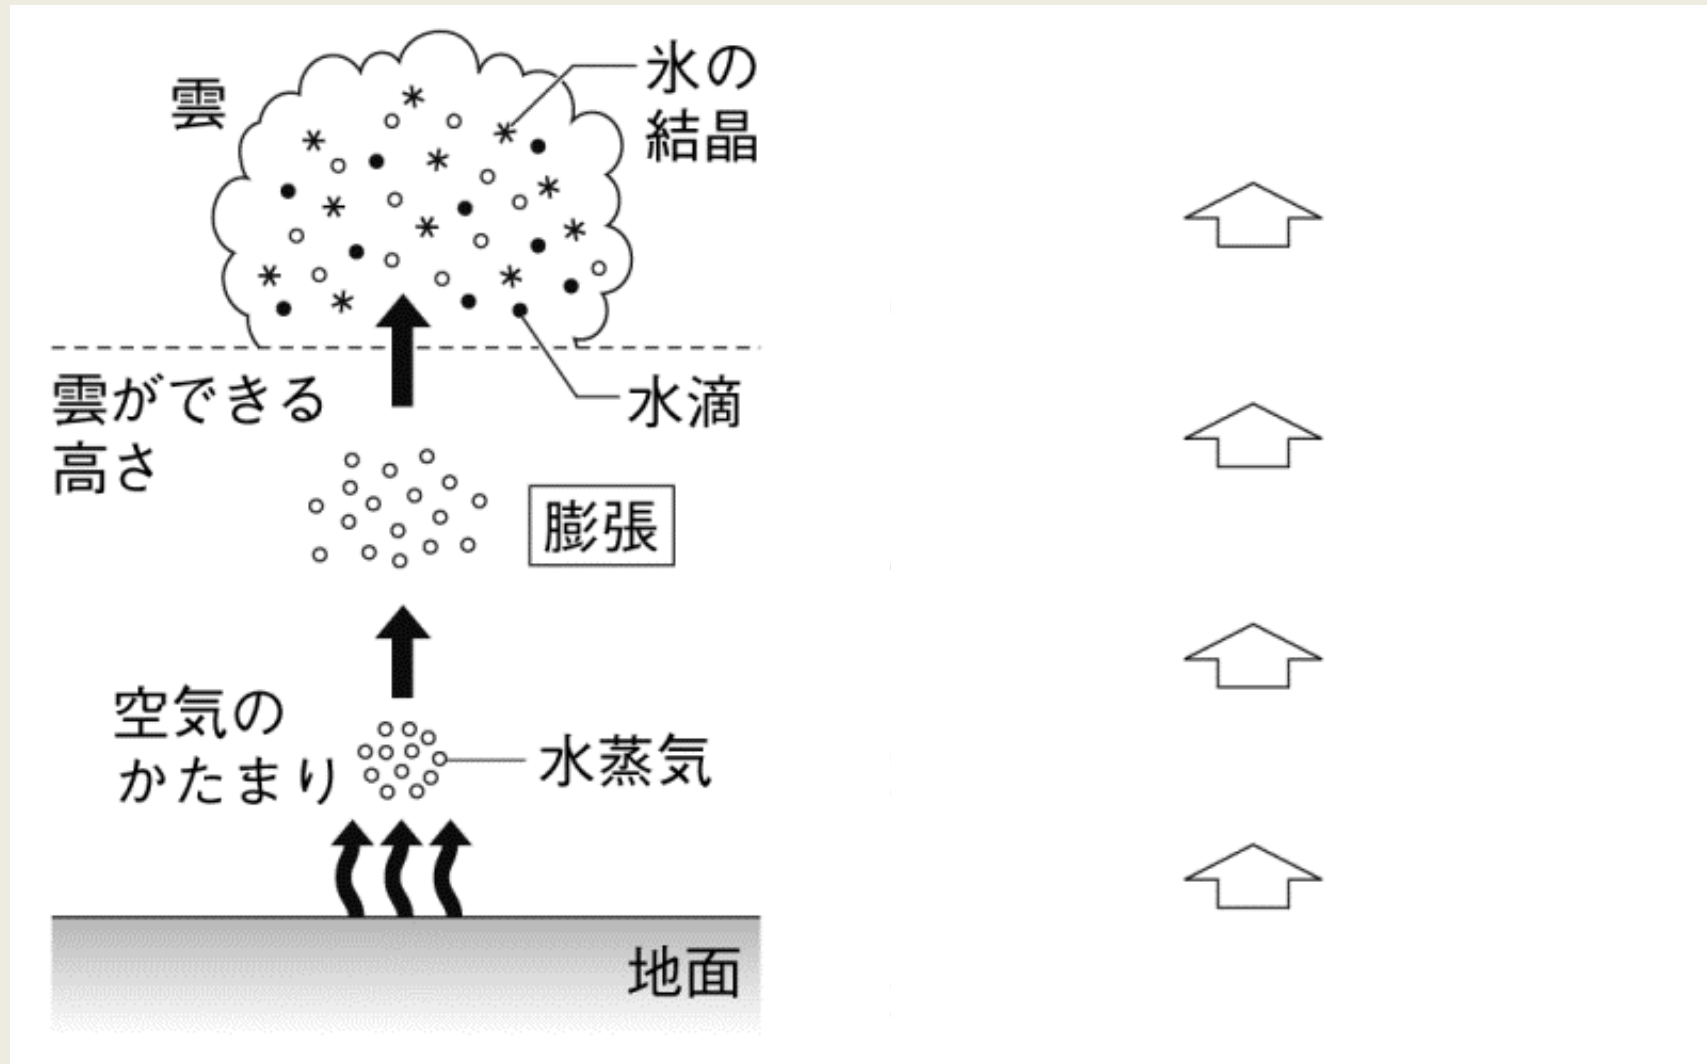 雲
氷の
結晶
雲ができる
高さ
水滴
膨張
空気の
かたまり
水蒸気
地面